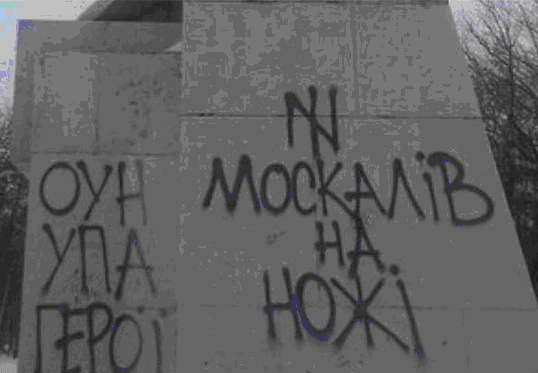 ОУН
УПА
ГЕРОЇ
МОСКАЛІВ
НА
НОЖІ